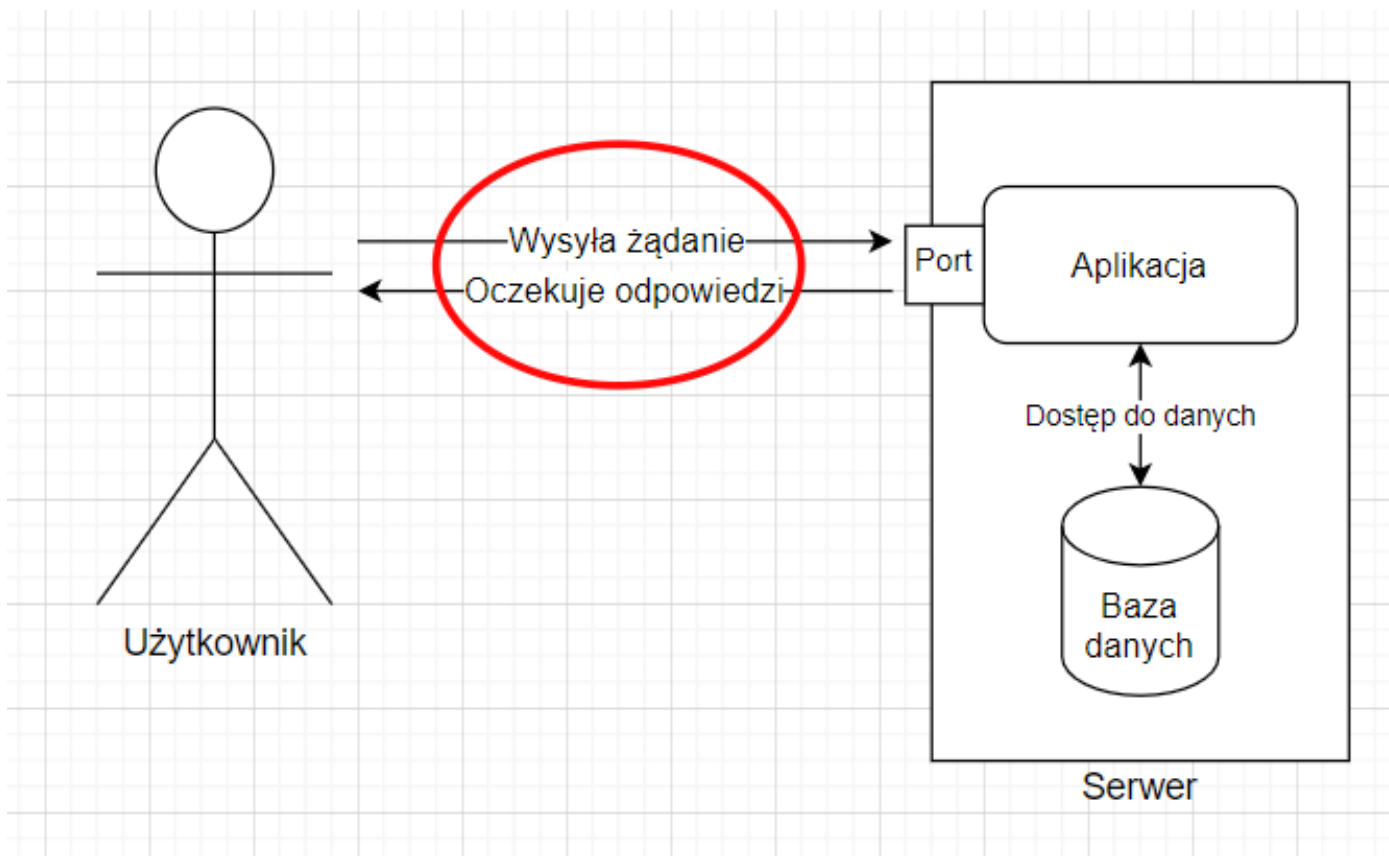 Wysyła żądanie
Oczekuje odpowiedzi
Port
Aplikacja
Dostęp do danych
Baza
danych
Użytkownik
Serwer